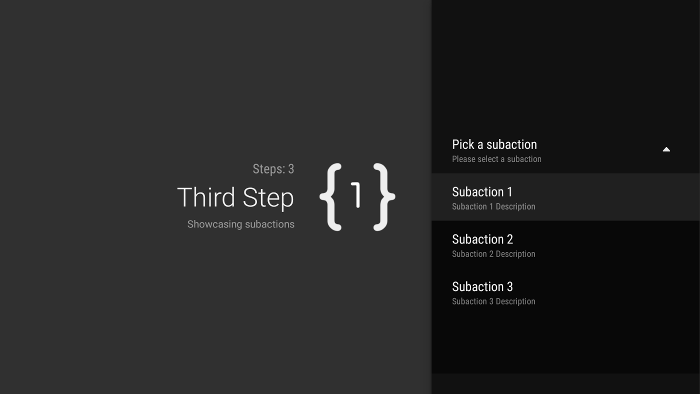 Steps: 3
Third Step
Showcasing subactions
{1}
Pick a subaction
Please select a subaction
Subaction 1
Subaction 1 Description
Subaction 2
Subaction 2 Description
Subaction 3
Subaction 3 Description